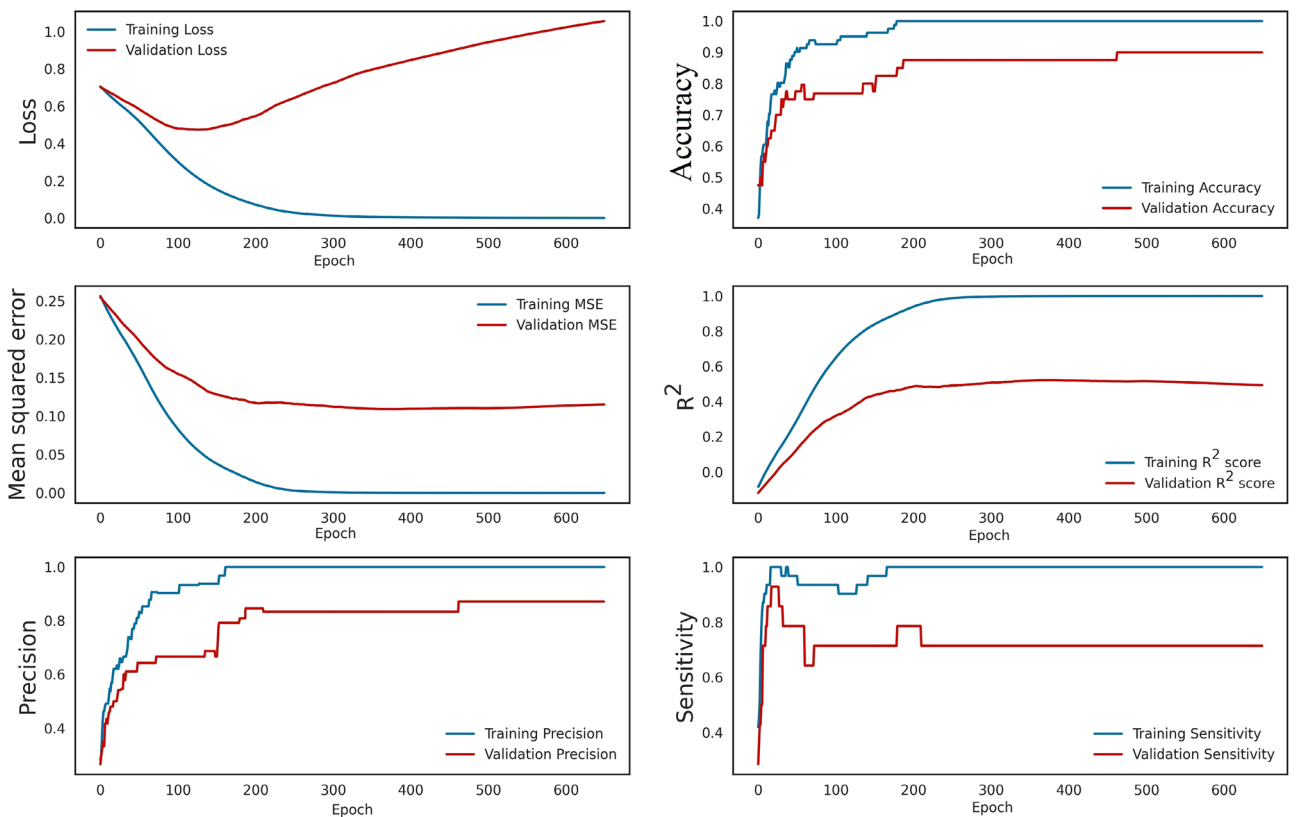 Loss
1.0
0.8
0.6
0.4
0.2
0.0
Training Loss
Validation Loss
0 100 200 300 400 500 600
Epoch
Accuracy
1.0
0.9
0.8
0.7
0.6
0.5
0.4
Training Accuracy
Validation Accuracy
0 100 200 300 400 500 600
Epoch
Mean squared error
0.25
0.20
0.15
0.10
0.05
0.00
Training MSE
Validation MSE
0 100 200 300 400 500 600
Epoch
R²
1.0
0.8
0.6
0.4
0.2
0.0
Training R² score
Validation R² score
0 100 200 300 400 500 600
Epoch
Precision
1.0
0.8
0.6
0.4
Training Precision
Validation Precision
0 100 200 300 400 500 600
Epoch
Sensitivity
1.0
0.8
0.6
0.4
Training Sensitivity
Validation Sensitivity
0 100 200 300 400 500 600
Epoch